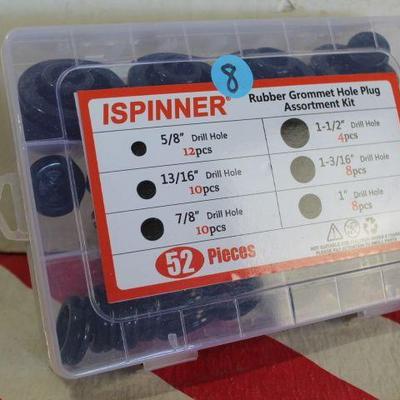 8
ISPINNER®
Rubber Grommet Hole Plug
Assortment Kit
5/8" Drill Hole
12pcs
13/16" Drill Hole
10pcs
7/8" Drill Hole
10pcs
1-1/2" Drill Hole
4pcs
1-3/16" Drill Hole
8pcs
1" Drill Hole
8pcs
52 Pieces